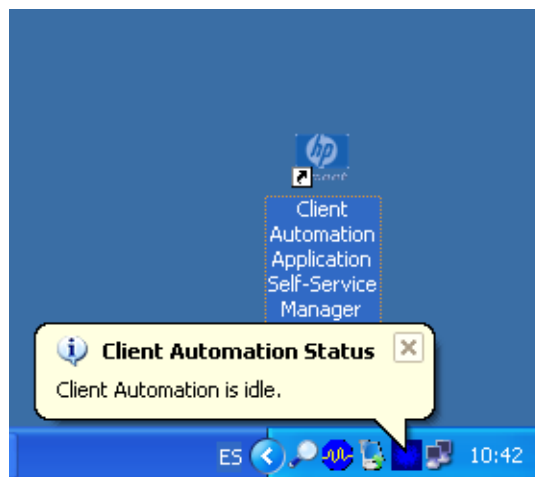 hp
Client
Automation
Application
Self-Service
Manager
Client Automation Status
Client Automation is idle.
ES
10:42